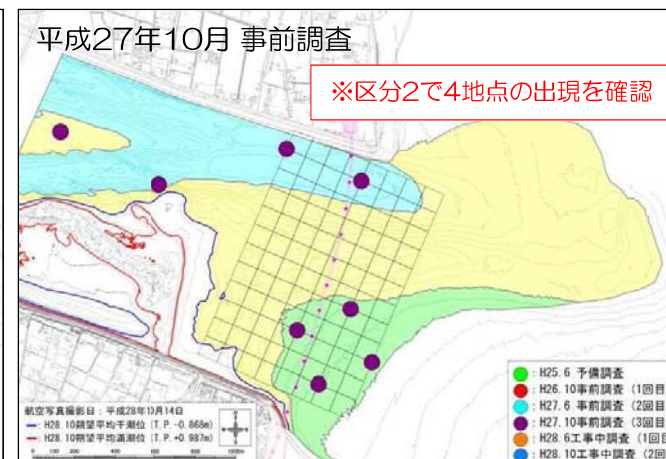 平成27年10月 事前調査
※区分2で4地点の出現を確認
：H25.6 予備調査
：H26.10事前調査（1回目
：H27.6 事前調査（2回目
：H27.10事前調査（3回目
：H28.6工事中調査（1回目
：H28.10工事中調査（2回
航空写真撮影日：平成28年10月14日
：H28.10朔望平均干潮位（T.P.-0.868m）
：H28.10朔望平均満潮位（T.P.+0.987m）